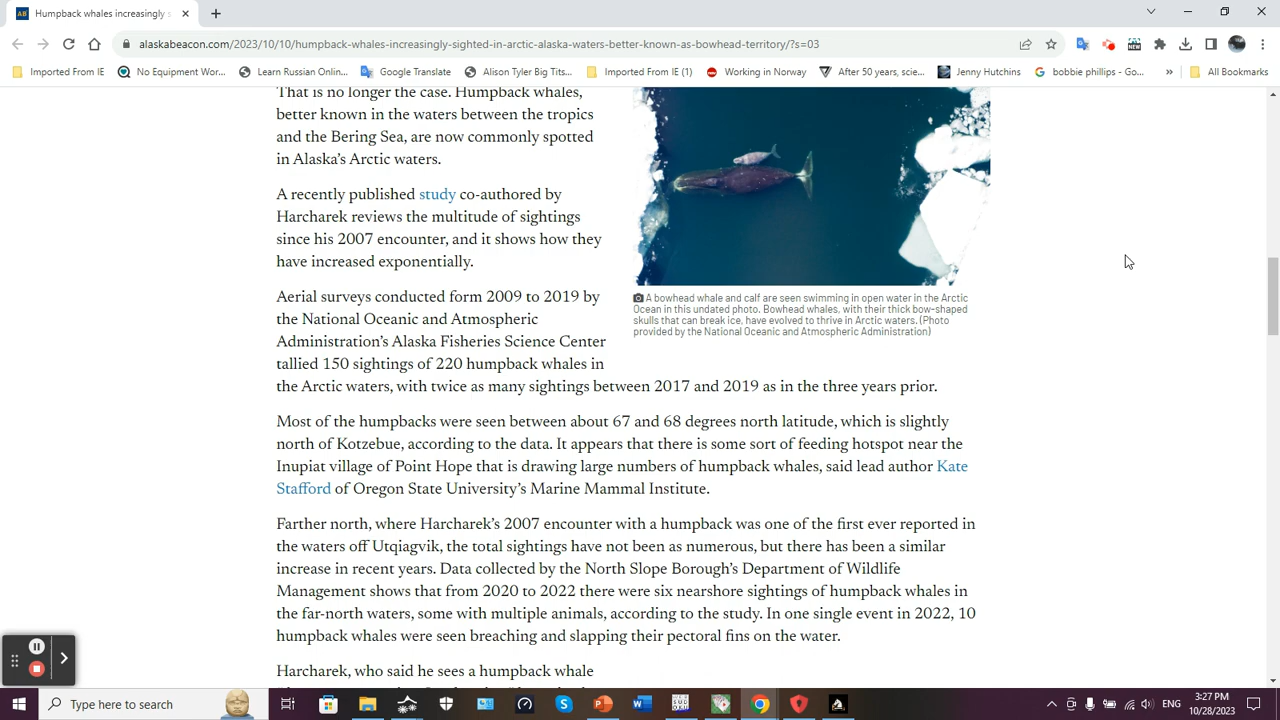 Humpback whales increasingly s
alaskabeacon.com/2023/10/10/humpback-whales-increasingly-sighted-in-arctic-alaska-waters-better-known-as-bowhead-territory/?s=03
Imported From IE
No Equipment Wor...
Learn Russian Onlin...
Google Translate
Alison Tyler Big Tits...
Imported From IE (1)
Working in Norway
After 50 years, scie...
Jenny Hutchins
bobbie phillips - Go...
»
All Bookmarks
That is no longer the case. Humpback whales,
better known in the waters between the tropics
and the Bering Sea, are now commonly spotted
in Alaska's Arctic waters.
A recently published study co-authored by
Harcharek reviews the multitude of sightings
since his 2007 encounter, and it shows how they
have increased exponentially.
A bowhead whale and calf are seen swimming in open water in the Arctic
Ocean in this undated photo. Bowhead whales, with their thick bow-shaped
skulls that can break ice, have evolved to thrive in Arctic waters. (Photo
provided by the National Oceanic and Atmospheric Administration)
Aerial surveys conducted form 2009 to 2019 by
the National Oceanic and Atmospheric
Administration's Alaska Fisheries Science Center
tallied 150 sightings of 220 humpback whales in
the Arctic waters, with twice as many sightings between 2017 and 2019 as in the three years prior.
Most of the humpbacks were seen between about 67 and 68 degrees north latitude, which is slightly
north of Kotzebue, according to the data. It appears that there is some sort of feeding hotspot near the
Inupiat village of Point Hope that is drawing large numbers of humpback whales, said lead author Kate
Stafford of Oregon State University's Marine Mammal Institute.
Farther north, where Harcharek's 2007 encounter with a humpback was one of the first ever reported in
the waters off Utqiagvik, the total sightings have not been as numerous, but there has been a similar
increase in recent years. Data collected by the North Slope Borough's Department of Wildlife
Management shows that from 2020 to 2022 there were six nearshore sightings of humpback whales in
the far-north waters, some with multiple animals, according to the study. In one single event in 2022, 10
humpback whales were seen breaching and slapping their pectoral fins on the water.
Harcharek, who said he sees a humpback whale
Type here to search
ENG
3:27 PM
10/28/2023